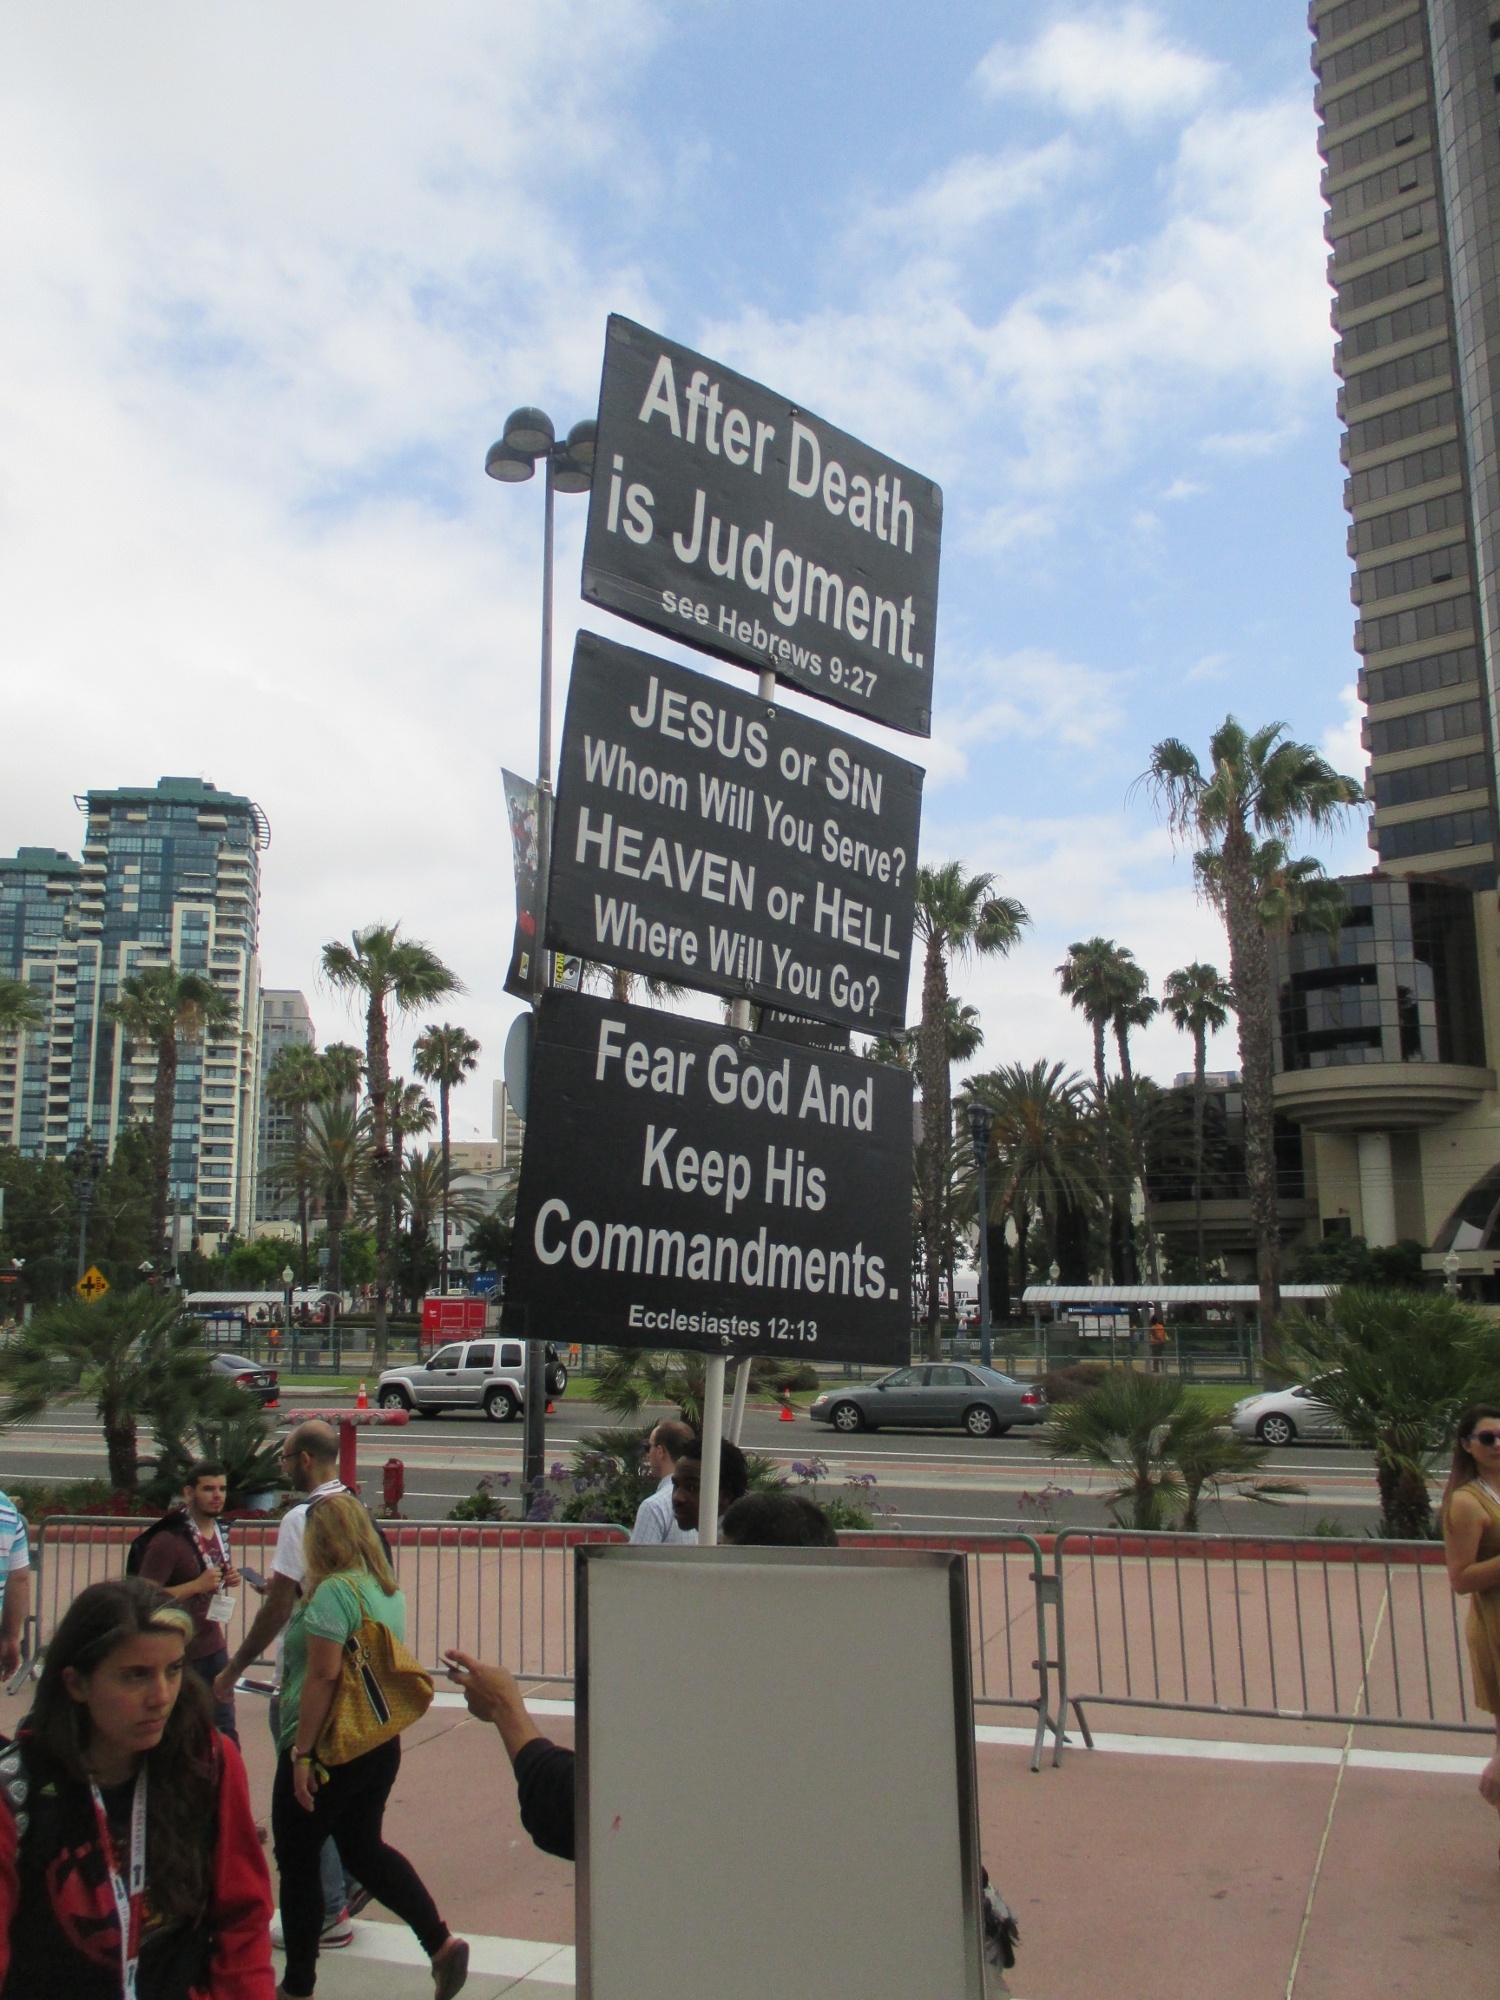 After Death
is Judgment.
see Hebrews 9:27
JESUS or SIN
Whom Will You Serve?
HEAVEN or HELL
Where Will You Go?
Fear God And
Keep His
Commandments.
Ecclesiastes 12:13